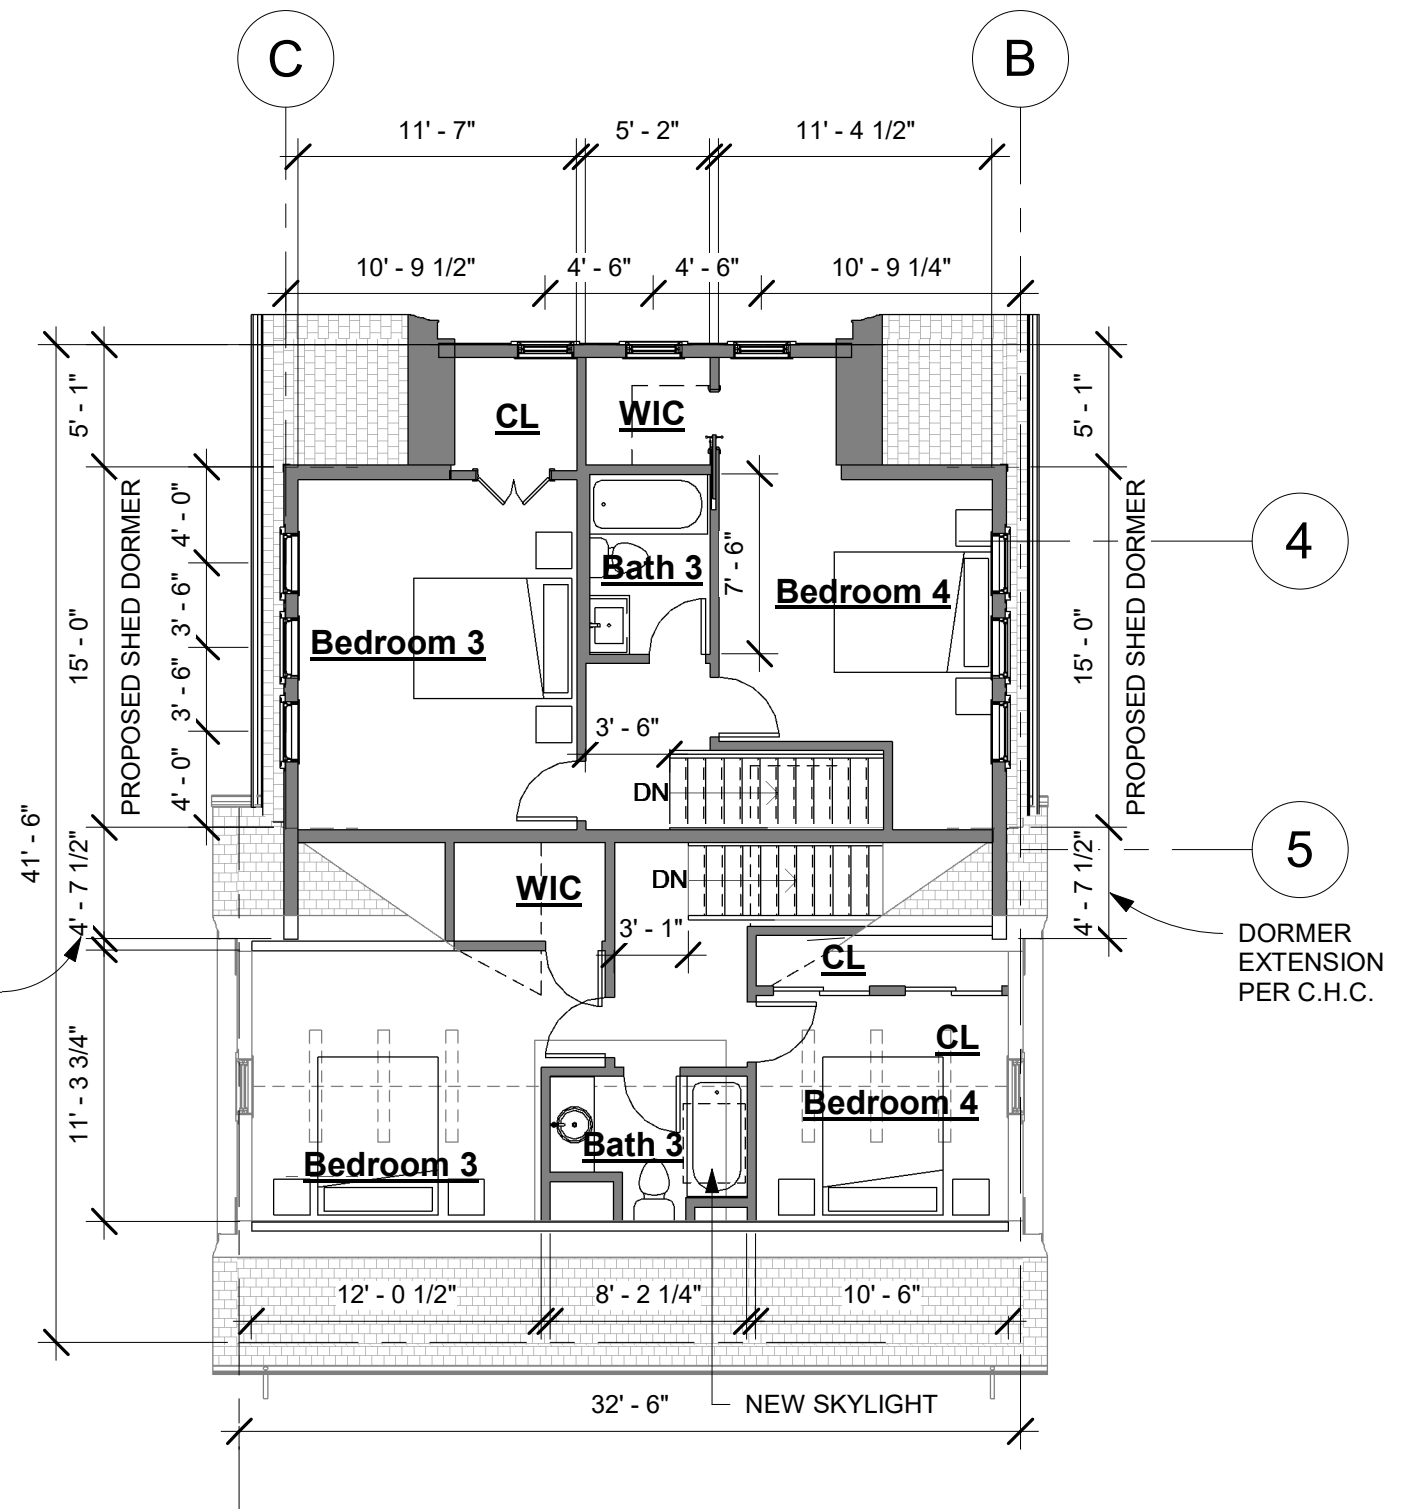 C
B
11' - 7"
5' - 2"
11' - 4 1/2"
10' - 9 1/2"
4' - 6"
4' - 6"
10' - 9 1/4"
5' - 1"
5' - 1"
CL
WIC
PROPOSED SHED DORMER
PROPOSED SHED DORMER
4' - 0"
3' - 6"
3' - 6"
4' - 0"
15' - 0"
15' - 0"
7' - 6"
4
Bath 3
Bedroom 4
Bedroom 3
3' - 6"
DN
41' - 6"
4' - 7 1/2"
4' - 7 1/2"
5
WIC
DN
3' - 1"
CL
DORMER
EXTENSION
PER C.H.C.
CL
11' - 3 3/4"
Bedroom 4
Bath 3
Bedroom 3
12' - 0 1/2"
8' - 2 1/4"
10' - 6"
32' - 6"
NEW SKYLIGHT